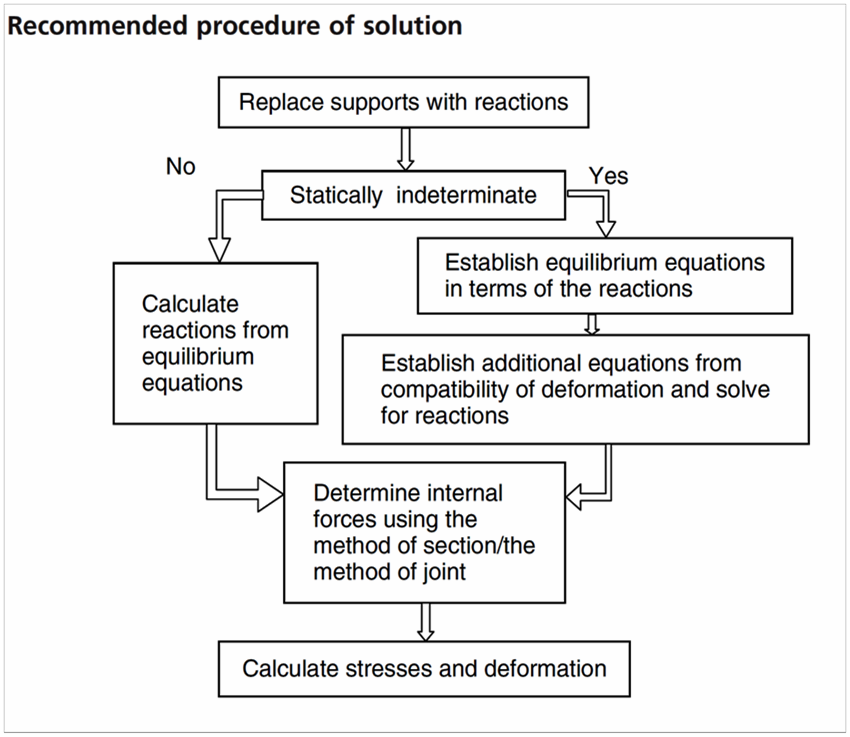 Recommended procedure of solution
Replace supports with reactions
No
Yes
Statically indeterminate
Establish equilibrium equations
in terms of the reactions
Calculate
reactions from
equilibrium
equations
Establish additional equations from
compatibility of deformation and solve
for reactions
Determine internal
forces using the
method of section/the
method of joint
Calculate stresses and deformation